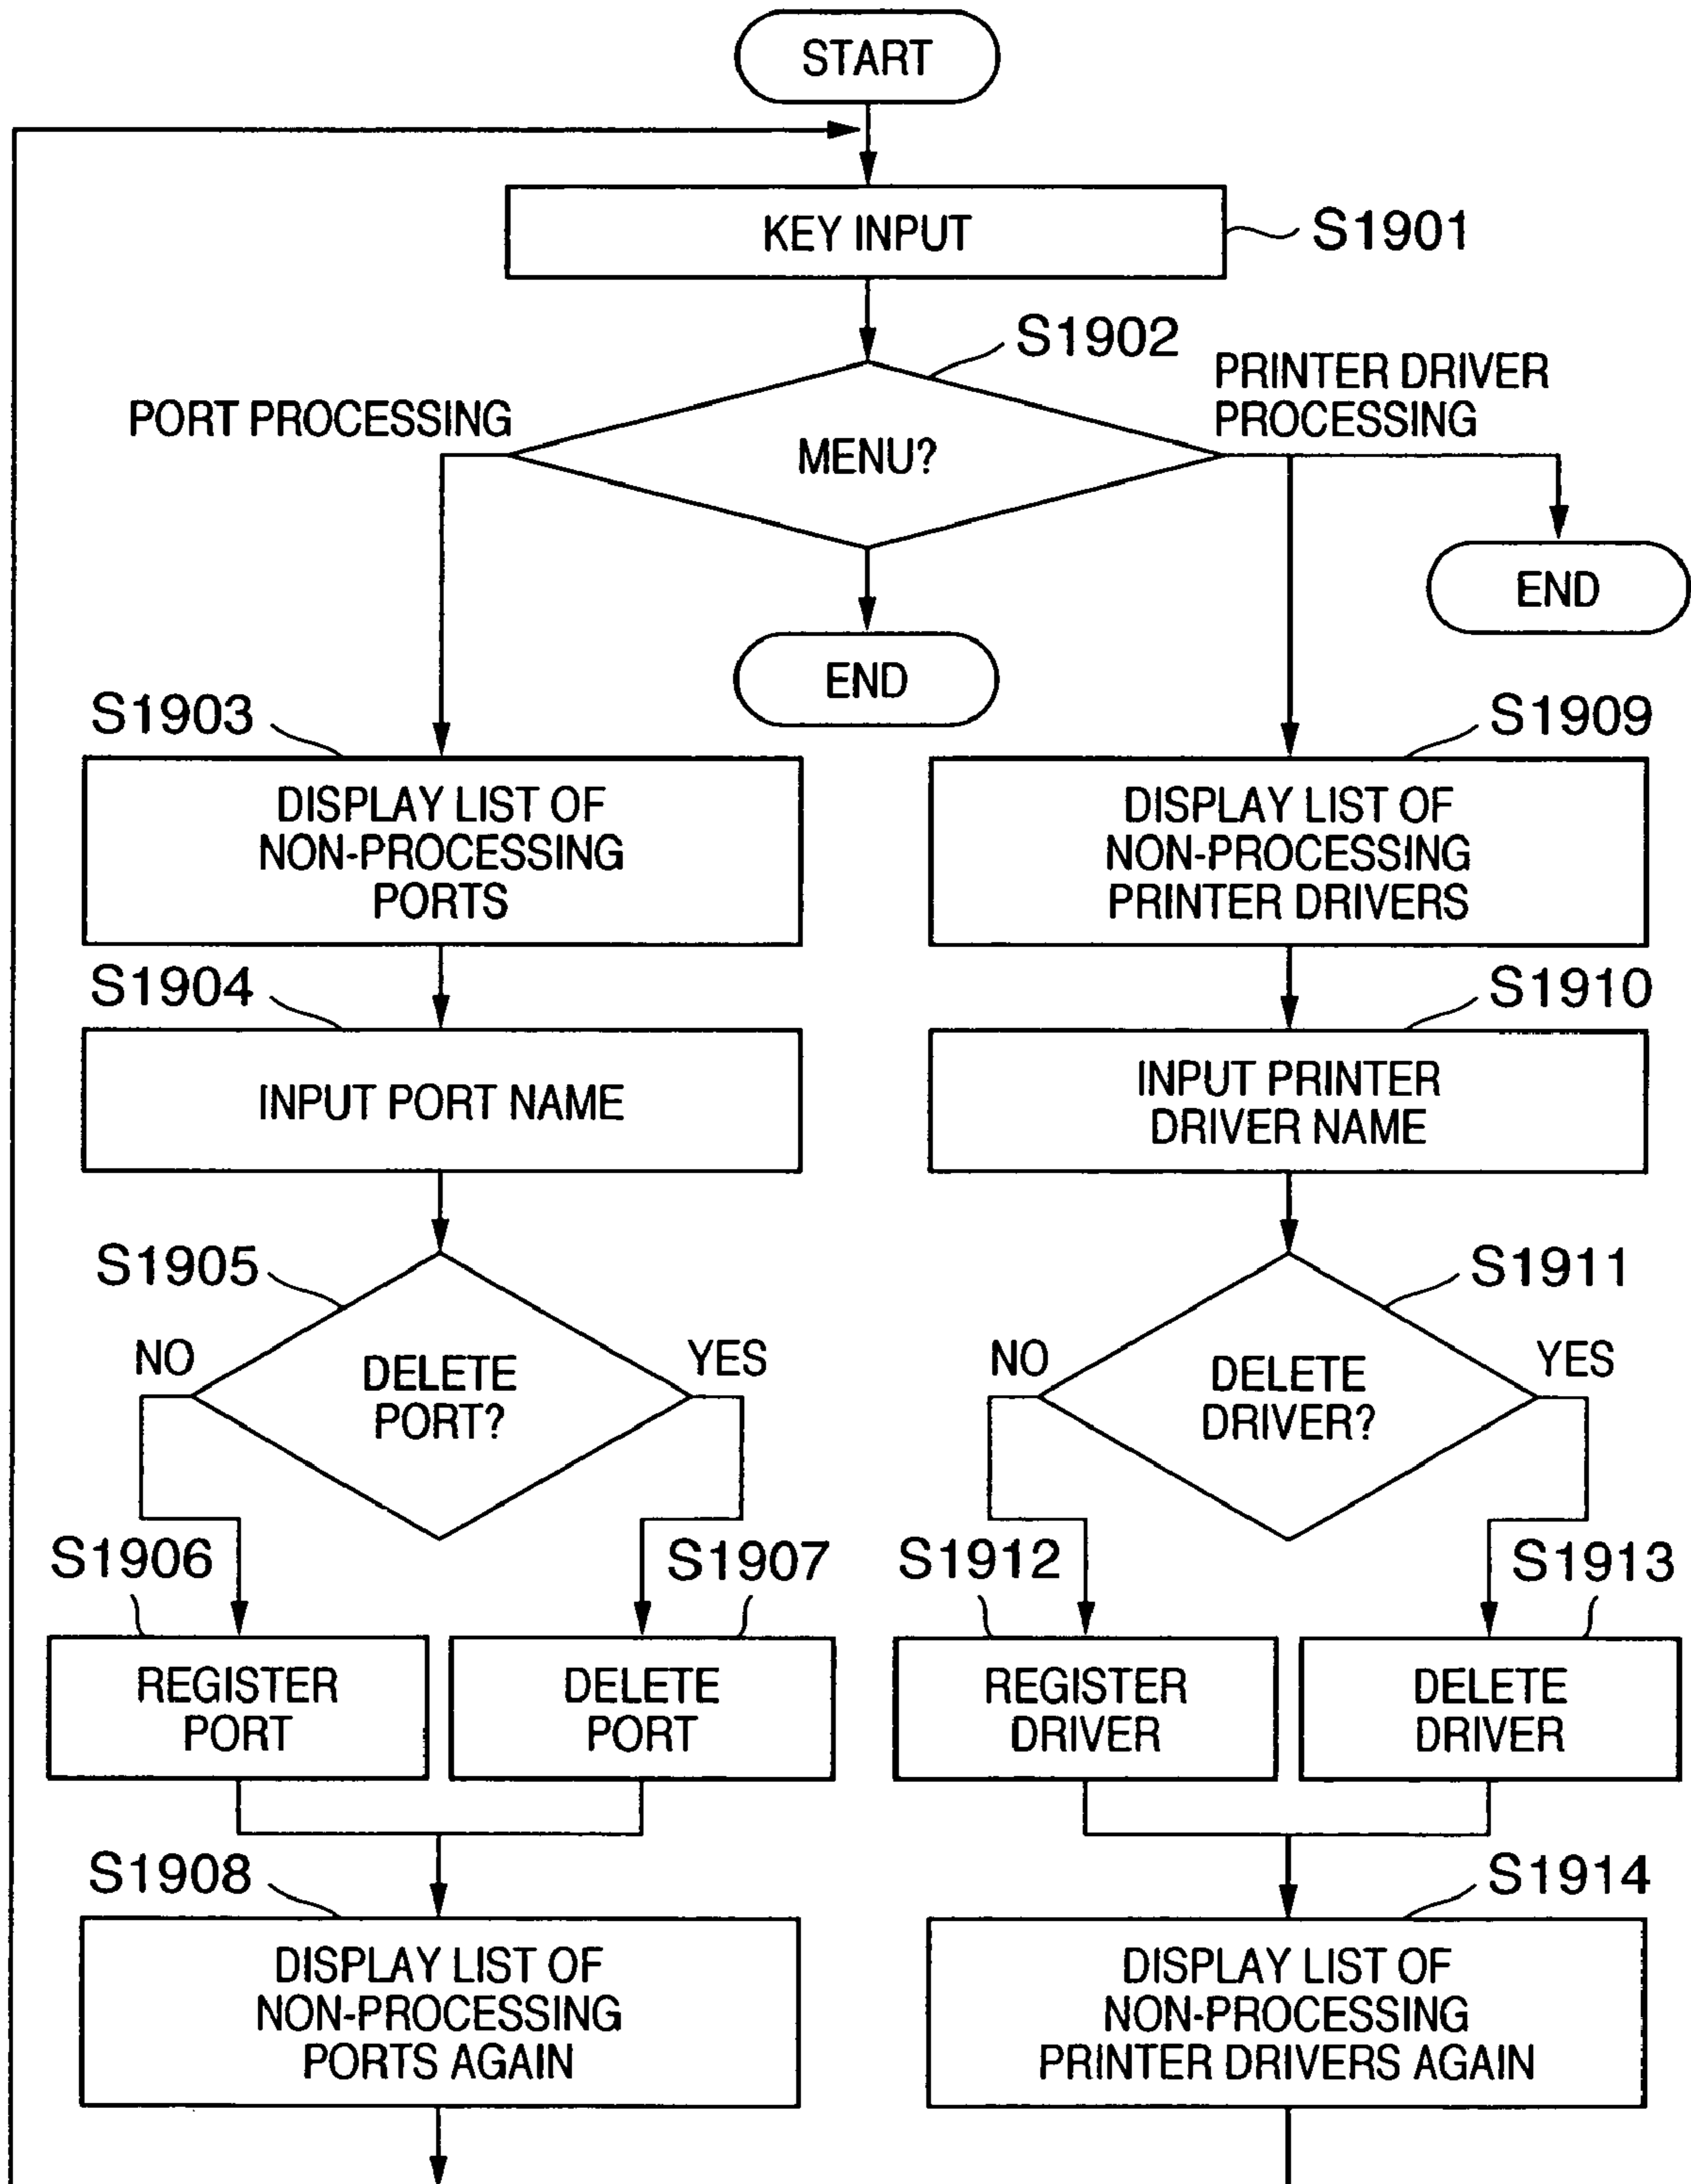 START
KEY INPUT
S1901
S1902
PORT PROCESSING
MENU?
PRINTER DRIVER
PROCESSING
END
END
S1903
DISPLAY LIST OF
NON-PROCESSING
PORTS
S1909
DISPLAY LIST OF
NON-PROCESSING
PRINTER DRIVERS
S1904
INPUT PORT NAME
S1910
INPUT PRINTER
DRIVER NAME
S1905
NO
DELETE
PORT?
YES
S1911
NO
DELETE
DRIVER?
YES
S1906
REGISTER
PORT
S1907
DELETE
PORT
S1912
REGISTER
DRIVER
S1913
DELETE
DRIVER
S1908
DISPLAY LIST OF
NON-PROCESSING
PORTS AGAIN
S1914
DISPLAY LIST OF
NON-PROCESSING
PRINTER DRIVERS AGAIN